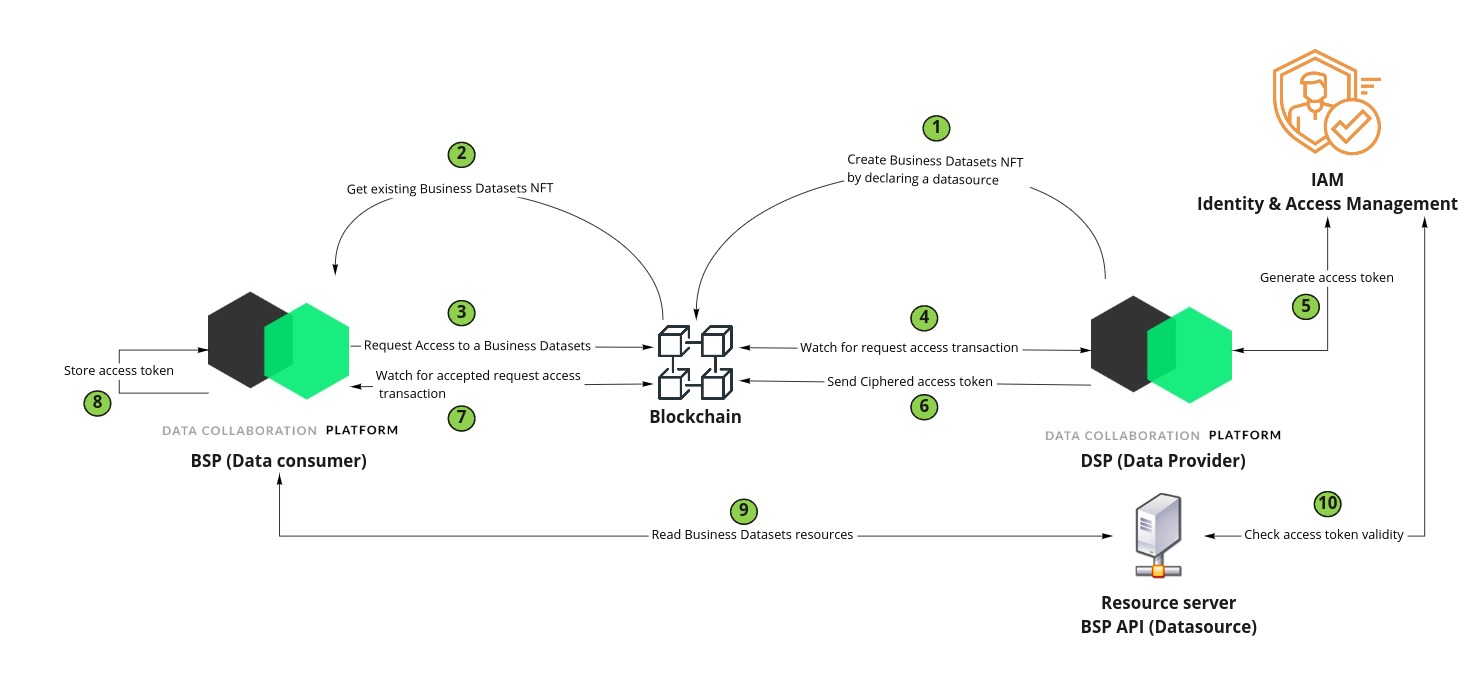 1
Create Business Datasets NFT
by declaring a datasource
2
Get existing Business Datasets NFT
IAM
Identity & Access Management
Generate access token
5
3
Request Access to a Business Datasets
4
Watch for request access transaction
Store access token
8
Watch for accepted request access
transaction
7
Send Ciphered access token
6
Blockchain
DATA COLLABORATION PLATFORM
BSP (Data consumer)
DATA COLLABORATION PLATFORM
DSP (Data Provider)
9
Read Business Datasets resources
10
Check access token validity
Resource server
BSP API (Datasource)